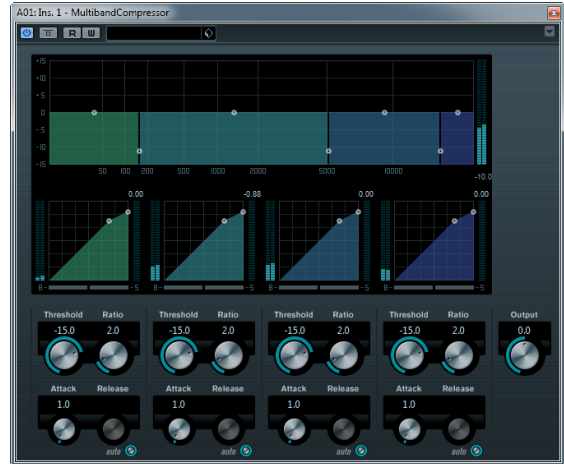 A01: Ins. 1 - MultibandCompressor
R W
+15
+10
+5
0
-5
-10
-15
50 100 200 500 1000 2000 5000 10000
-10.0
0.00 -0.88 0.00 0.00
B S B S B S B S
Threshold Ratio Threshold Ratio Threshold Ratio Threshold Ratio Output
-15.0 2.0 -15.0 2.0 -15.0 2.0 -15.0 2.0 0.0
Attack Release Attack Release Attack Release Attack Release
1.0 1.0 1.0 1.0
auto auto auto auto